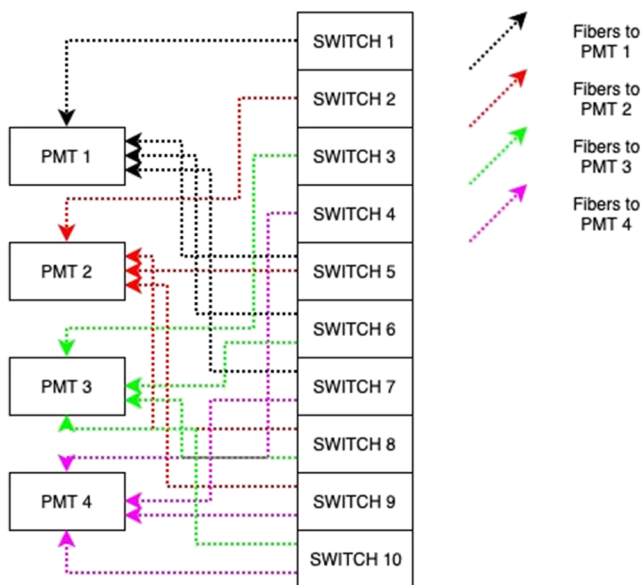 SWITCH 1
SWITCH 2
SWITCH 3
SWITCH 4
SWITCH 5
SWITCH 6
SWITCH 7
SWITCH 8
SWITCH 9
SWITCH 10
PMT 1
PMT 2
PMT 3
PMT 4
Fibers to
PMT 1
Fibers to
PMT 2
Fibers to
PMT 3
Fibers to
PMT 4